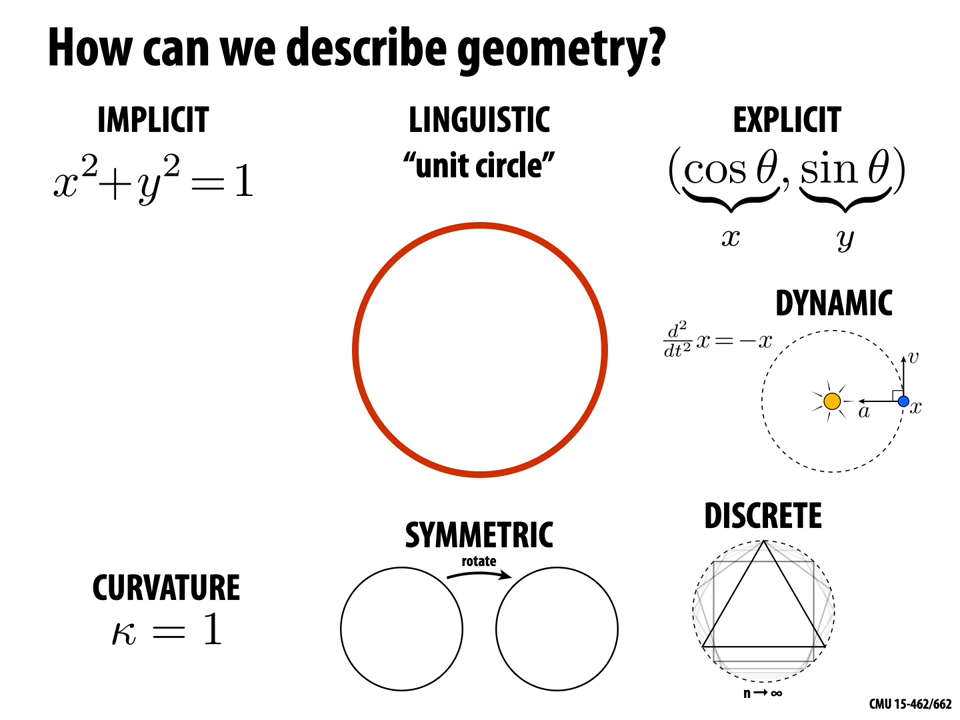 How can we describe geometry?
IMPLICIT
x²+y²=1
LINGUISTIC
“unit circle”
EXPLICIT
(cos θ, sin θ)
x y
DYNAMIC
d²/dt² x = −x
v
a x
SYMMETRIC
rotate
DISCRETE
n → ∞
CURVATURE
κ = 1
CMU 15-462/662